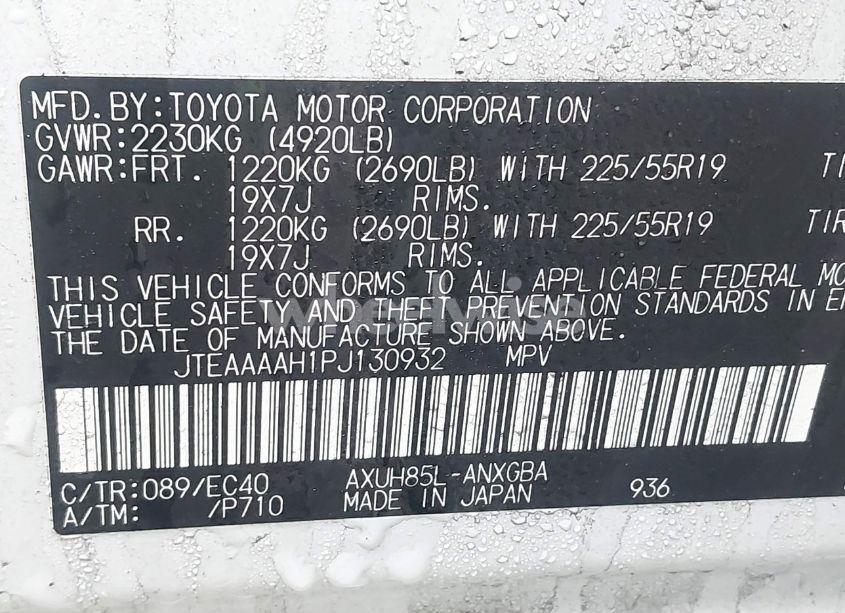 MFD.BY:TOYOTA MOTOR CORPORATION
GVWR:2230KG (4920LB)
GAWR:FRT. 1220KG (2690LB) WITH 225/55R19
19X7J RIMS.
RR. 1220KG (2690LB) WITH 225/55R19
19X7J RIMS.
THIS VEHICLE CONFORMS TO ALL APPLICABLE FEDERAL
VEHICLE SAFETY AND THEFT PREVENTION STANDARDS IN
THE DATE OF MANUFACTURE SHOWN ABOVE.
wheelwise
JTEAAAAH1PJ130932 MPV
C/TR:089/EC40 AXUH85L-ANXGBA
A/TM: /P710 MADE IN JAPAN 936